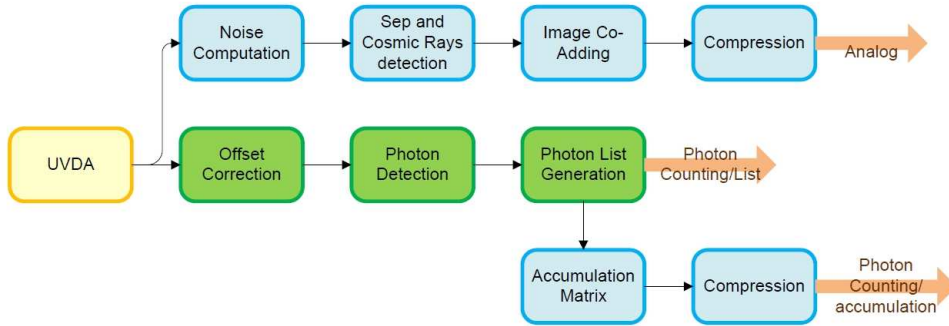 Noise
Computation
Sep and
Cosmic Rays
detection
Image Co-
Adding
Compression
Analog
UVDA
Offset
Correction
Photon
Detection
Photon List
Generation
Photon
Counting/List
Accumulation
Matrix
Compression
Photon
Counting/
accumulation